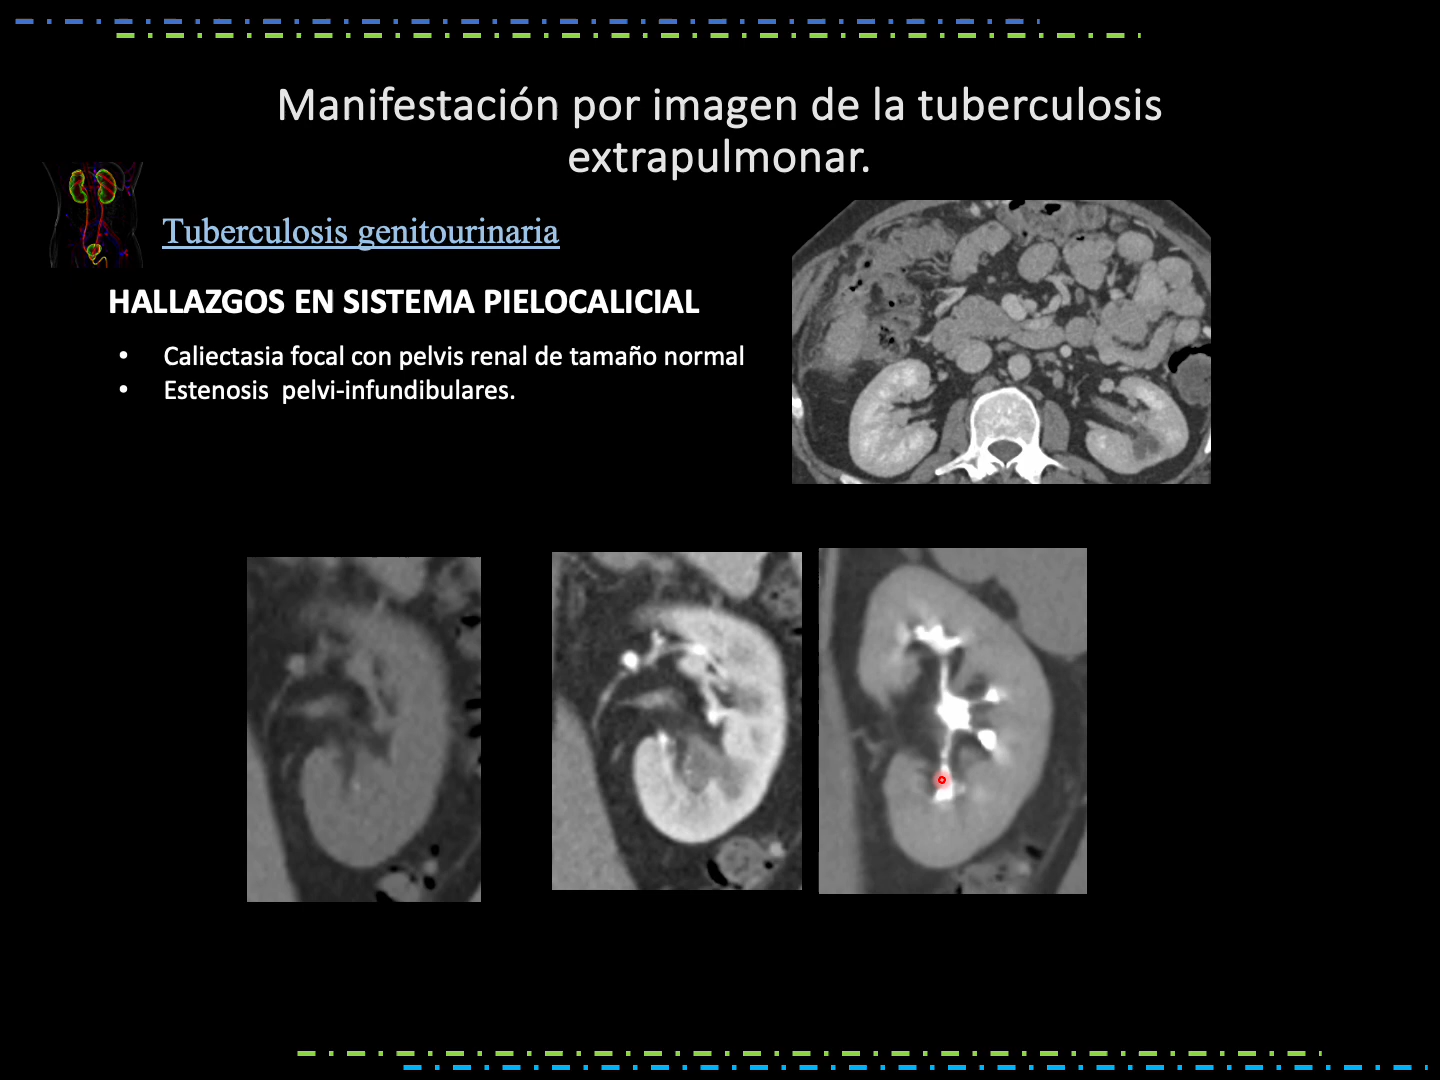 Manifestación por imagen de la tuberculosis
extrapulmonar.
Tuberculosis genitourinaria
HALLAZGOS EN SISTEMA PIELOCALICIAL
• Caliectasia focal con pelvis renal de tamaño normal
• Estenosis  pelvi-infundibulares.